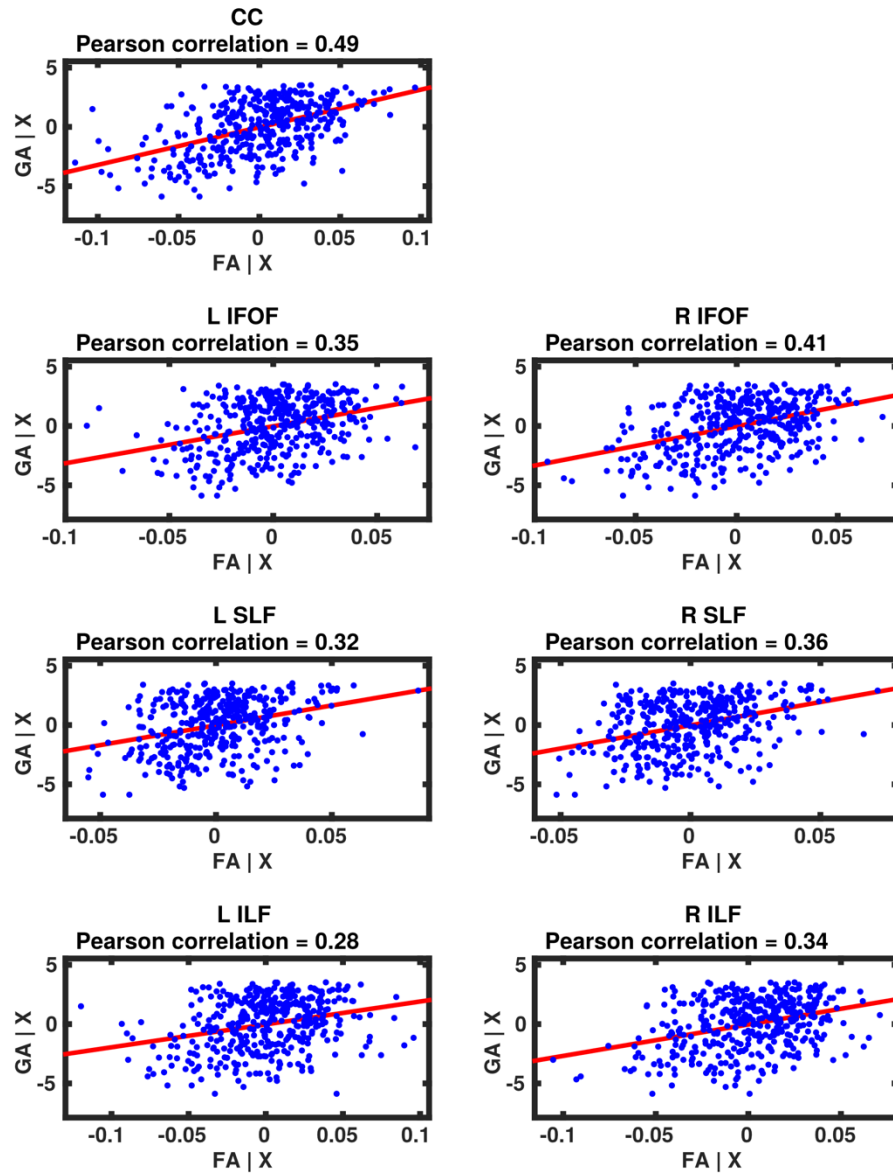 CC
Pearson correlation = 0.49
5
0
-5
GA | X
-0.1 -0.05 0 0.05 0.1
FA | X
L IFOF
Pearson correlation = 0.35
5
0
-5
GA | X
-0.1 -0.05 0 0.05
FA | X
R IFOF
Pearson correlation = 0.41
5
0
-5
GA | X
-0.1 -0.05 0 0.05
FA | X
L SLF
Pearson correlation = 0.32
5
0
-5
GA | X
-0.05 0 0.05
FA | X
R SLF
Pearson correlation = 0.36
5
0
-5
GA | X
-0.05 0 0.05
FA | X
L ILF
Pearson correlation = 0.28
5
0
-5
GA | X
-0.1 -0.05 0 0.05 0.1
FA | X
R ILF
Pearson correlation = 0.34
5
0
-5
GA | X
-0.1 -0.05 0 0.05
FA | X